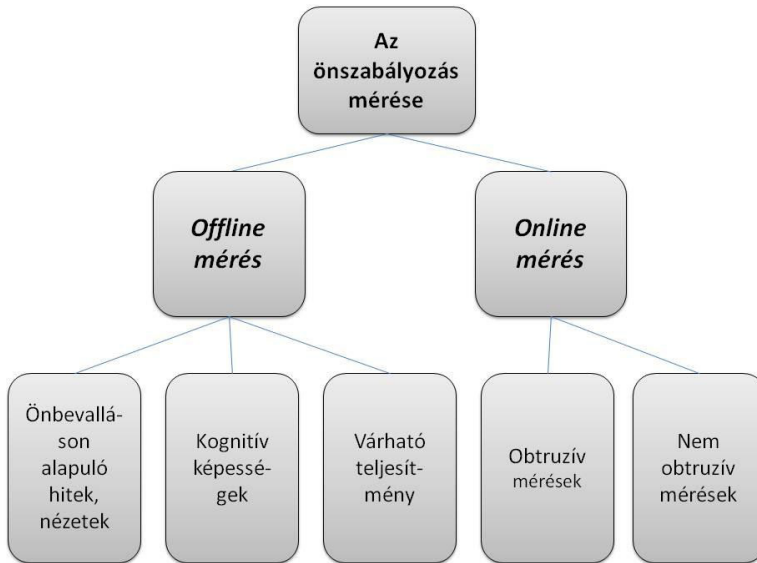 Az
önszabályozás
mérése
Offline
mérés
Online
mérés
Önbevallá-
son
alapuló
hitek,
nézetek
Kognitív
képessé-
gek
Várható
teljesít-
mény
Obtruzív
mérések
Nem
obtruzív
mérések